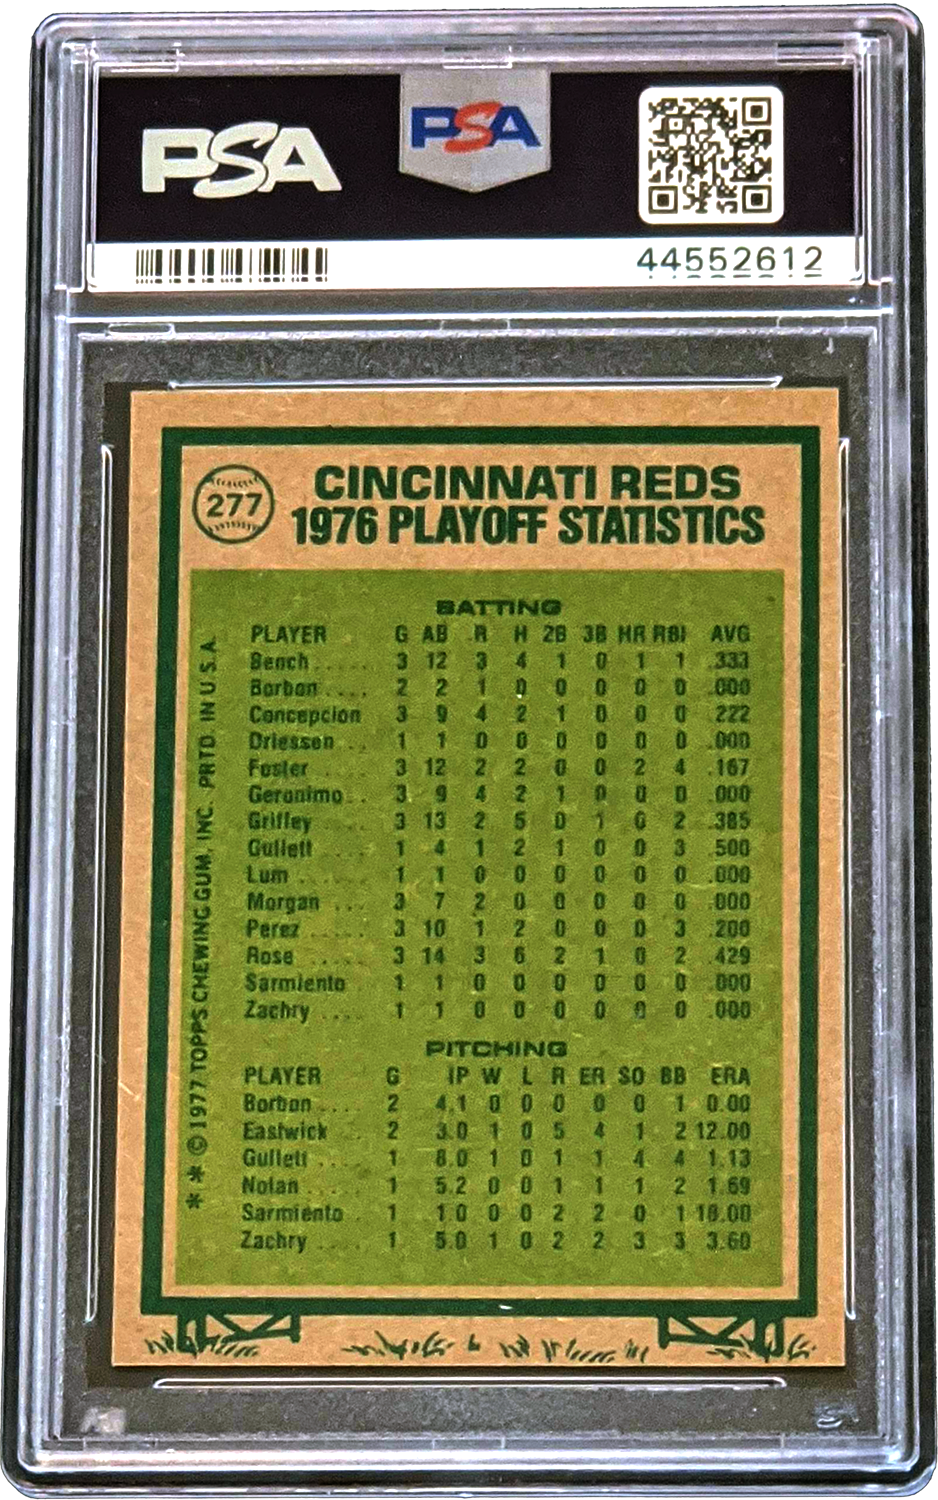 PSA
PSA
44552612
277
CINCINNATI REDS
1976 PLAYOFF STATISTICS
BATTING
PLAYER G AB R H 2B 3B HR RBI AVG
Bench...... 3 12 3 4 1 0 1 1 .333
Borbon .... 2 2 1 0 0 0 0 0 .000
Concepcion 3 9 4 2 1 0 0 0 .222
Driessen ... 1 1 0 0 0 0 0 0 .000
Foster .... 3 12 2 2 0 0 2 4 .167
Geronimo.. 3 9 4 2 1 0 0 0 .000
Griffey .... 3 13 2 5 0 1 0 2 .385
Gullett .... 1 4 1 2 1 0 0 3 .500
Lum ...... 1 1 0 0 0 0 0 0 .000
Morgan ... 3 7 2 0 0 0 0 0 .000
Perez ..... 3 10 1 2 0 0 0 3 .200
Rose ..... 3 14 3 6 2 1 0 2 .429
Sarmiento . 1 1 0 0 0 0 0 0 .000
Zachry .... 1 1 0 0 0 0 0 0 .000
PITCHING
PLAYER G IP W L R ER SO BB ERA
Borbon .... 2 4.1 0 0 0 0 0 1 0.00
Eastwick .. 2 3.0 1 0 5 4 1 2 12.00
Gullett .... 1 8.0 1 0 1 1 4 4 1.13
Nolan ..... 1 5.2 0 0 1 1 1 2 1.69
Sarmiento . 1 1.0 0 0 2 2 0 1 18.00
Zachry .... 1 5.0 1 0 2 2 3 3 3.60
* * © 1977 TOPPS CHEWING GUM, INC. PRTD. IN U.S.A.